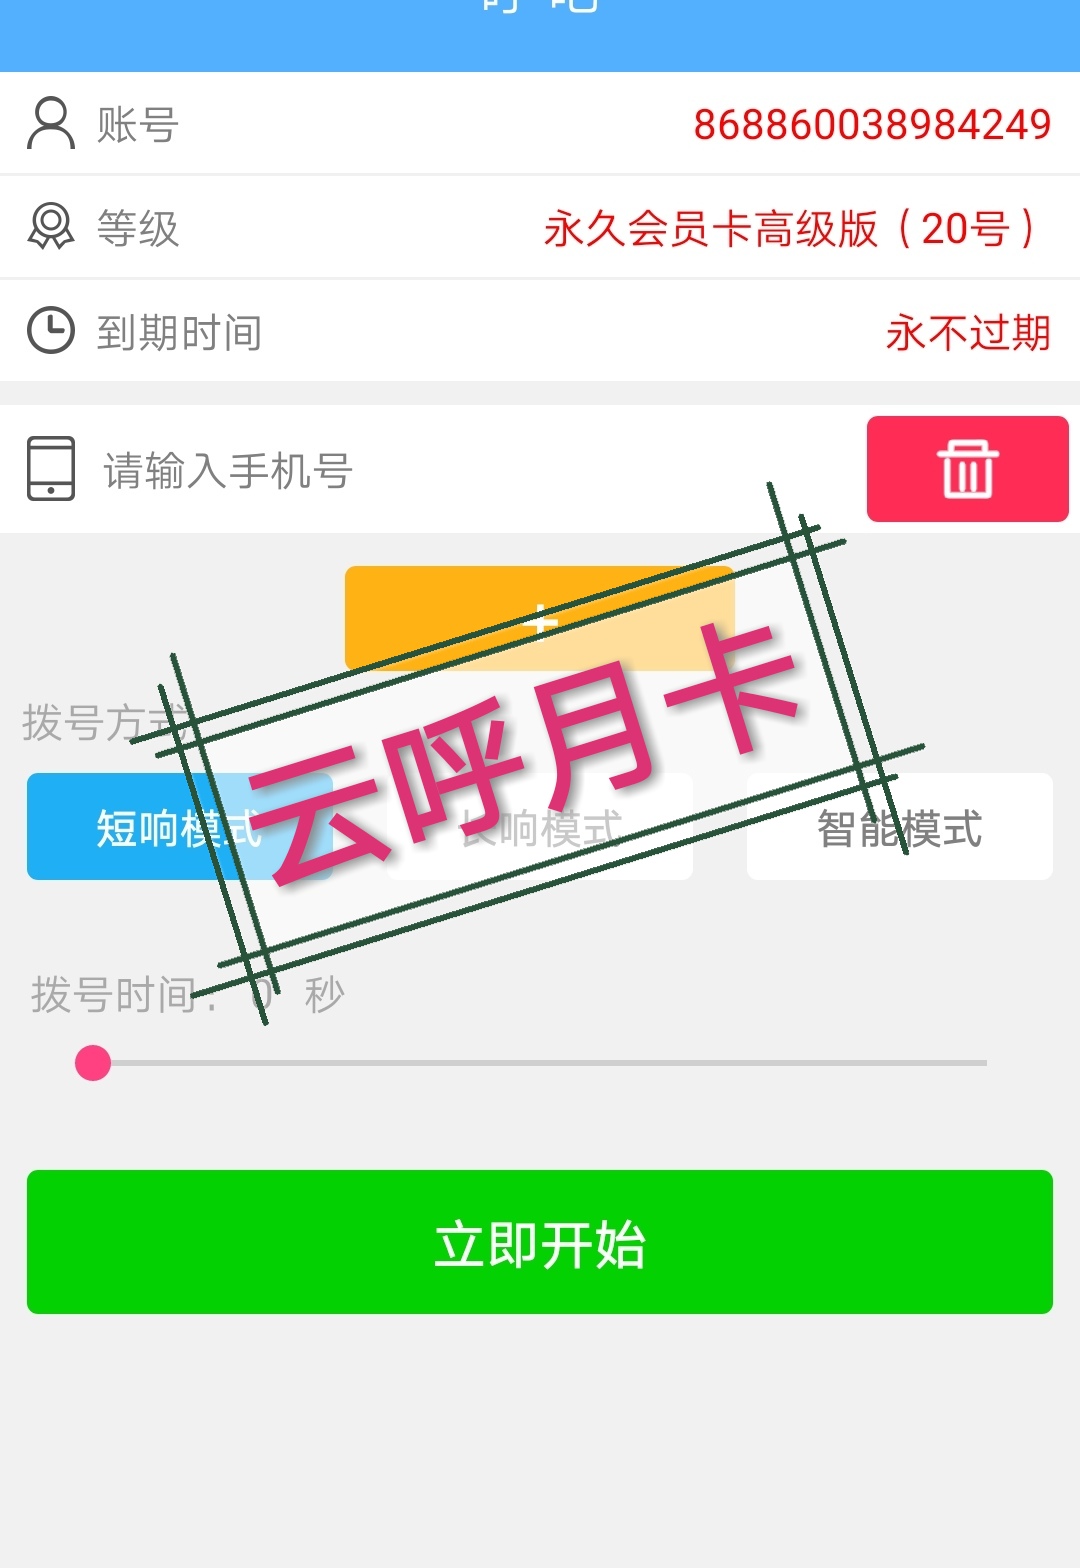 账号 868860038984249
等级 永久会员卡高级版（20号）
到期时间 永不过期
请输入手机号
+
拨号方式
短响模式 长响模式 智能模式
云呼月卡
拨号时间： 0 秒
立即开始